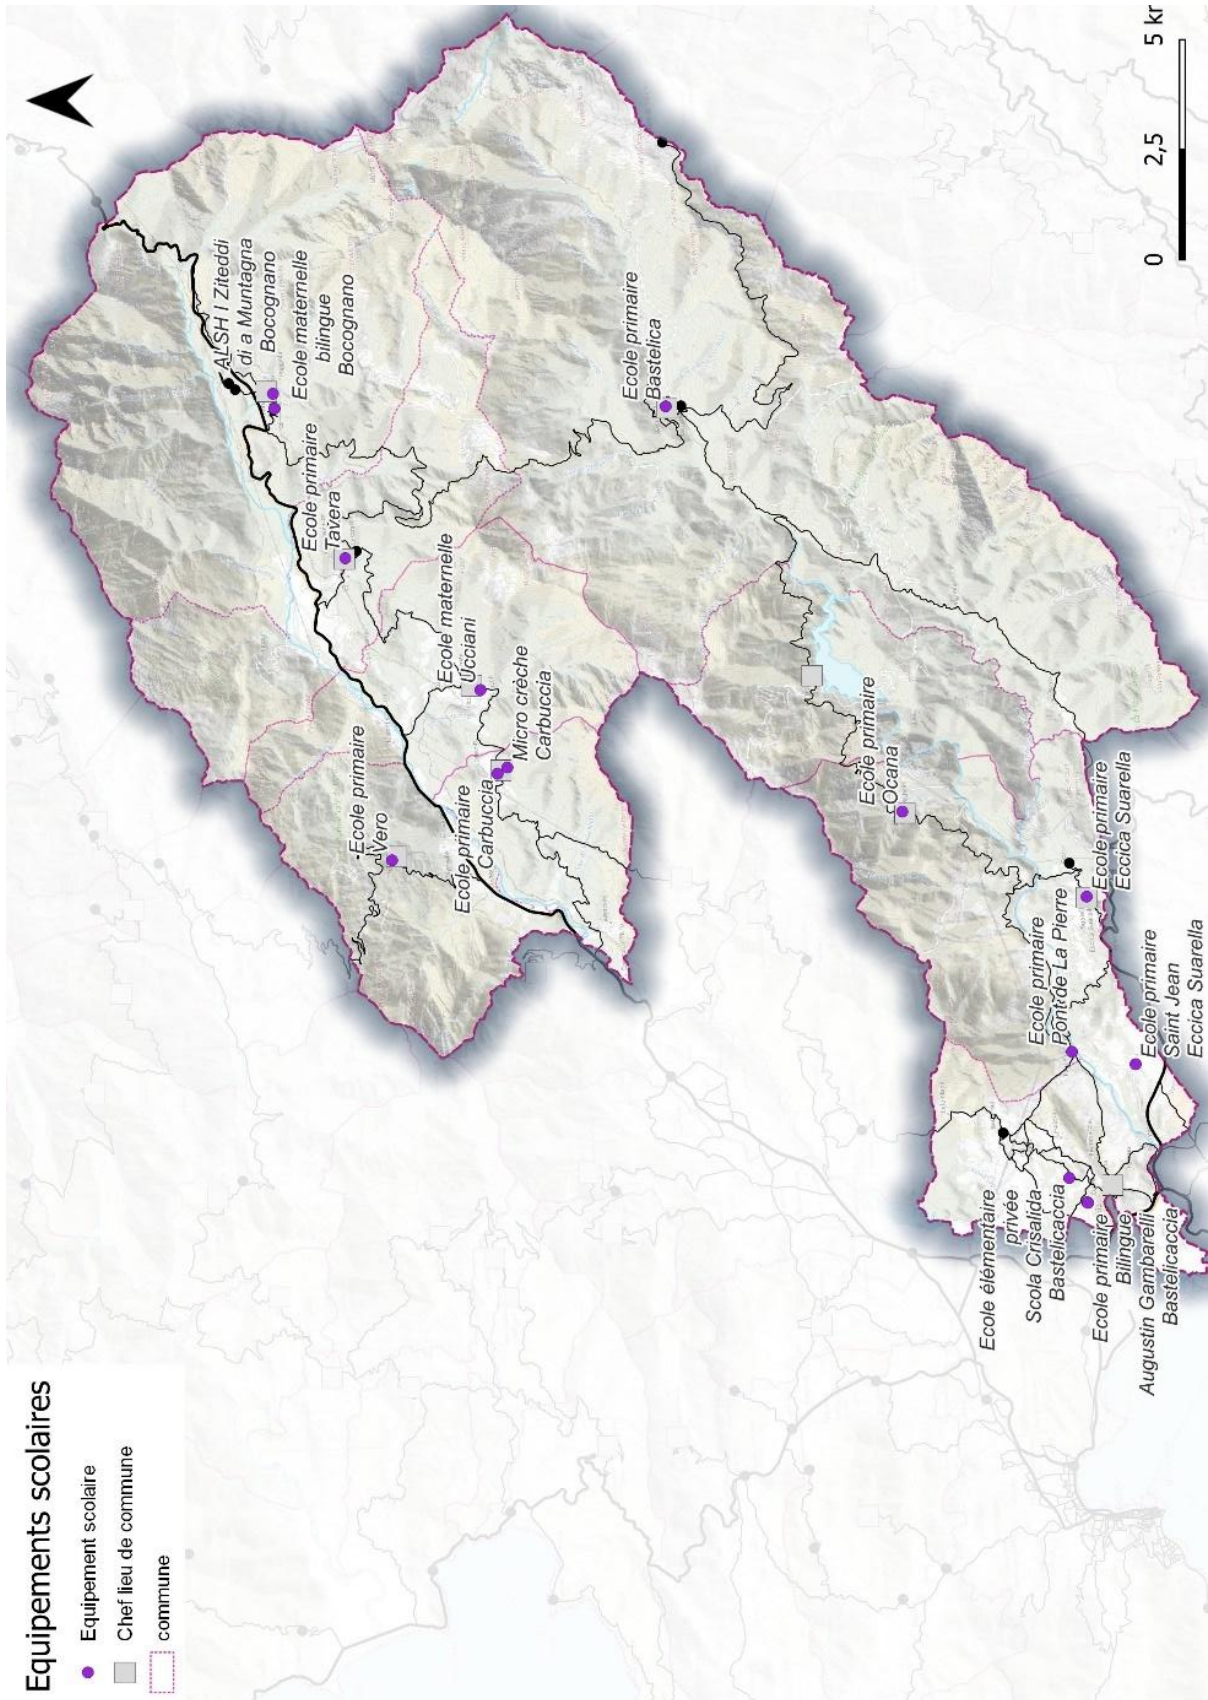 Equipements scolaires
Equipement scolaire
Chef lieu de commune
commune
ALSH I Ziteddi
di a Muntagna
Bocognano
Ecole maternelle
bilingue
Bocognano
Ecole primaire
Tavera
Ecole primaire
Vero
Ecole maternelle
Ucciani
Ecole primaire
Carbuccia
Micro crèche
Carbuccia
Ecole primaire
Bastelica
Ecole primaire
Ocana
Ecole élémentaire
privée
Scola Crisalida
Bastelicaccia
Ecole primaire
Bilingue
Augustin Gambarelli
Bastelicaccia
Ecole primaire
Pont de La Pierre
Ecole primaire
Eccica Suarella
Ecole primaire
Saint Jean
Eccica Suarella
0 2,5 5 kr